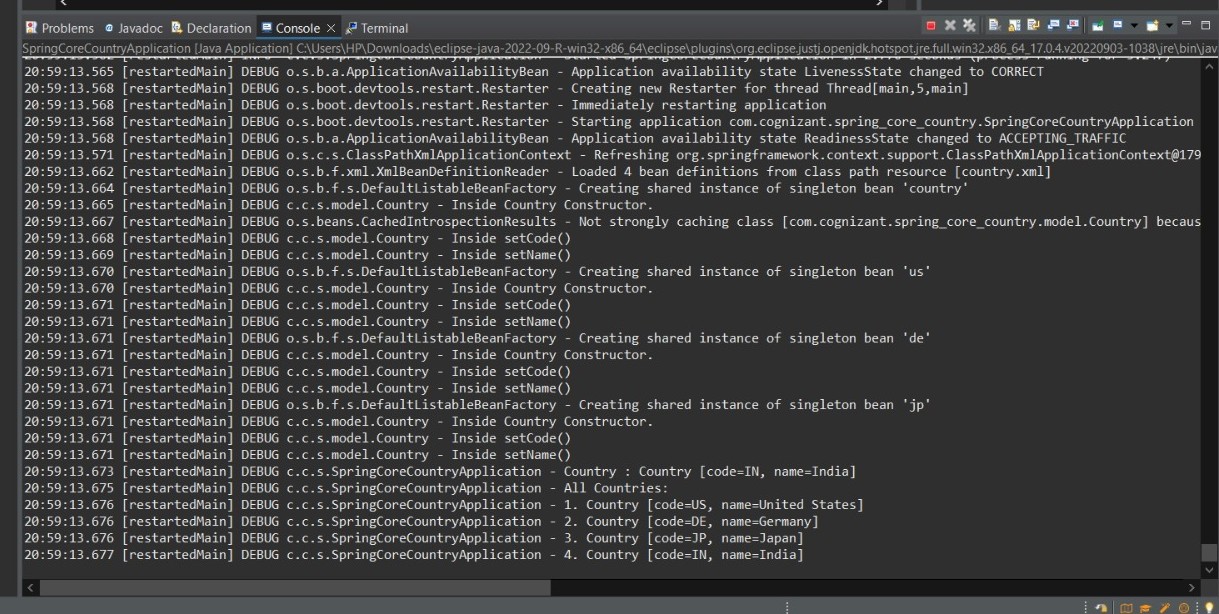 Problems @ Javadoc Declaration Console × Terminal
SpringCoreCountryApplication [Java Application] C:\Users\HP\Downloads\eclipse-java-2022-09-R-win32-x86_64\eclipse\plugins\org.eclipse.justj.openjdk.hotspot.jre.full.win32.x86_64_17.0.4.v20220903-1038\jre\bin\jav
20:59:13.565 [restartedMain] DEBUG o.s.b.a.ApplicationAvailabilityBean - Application availability state LivenessState changed to CORRECT
20:59:13.568 [restartedMain] DEBUG o.s.boot.devtools.restart.Restarter - Creating new Restarter for thread Thread[main,5,main]
20:59:13.568 [restartedMain] DEBUG o.s.boot.devtools.restart.Restarter - Immediately restarting application
20:59:13.568 [restartedMain] DEBUG o.s.boot.devtools.restart.Restarter - Starting application com.cognizant.spring_core_country.SpringCoreCountryApplication
20:59:13.568 [restartedMain] DEBUG o.s.b.a.ApplicationAvailabilityBean - Application availability state ReadinessState changed to ACCEPTING_TRAFFIC
20:59:13.571 [restartedMain] DEBUG o.s.c.s.ClassPathXmlApplicationContext - Refreshing org.springframework.context.support.ClassPathXmlApplicationContext@179
20:59:13.662 [restartedMain] DEBUG o.s.b.f.xml.XmlBeanDefinitionReader - Loaded 4 bean definitions from class path resource [country.xml]
20:59:13.664 [restartedMain] DEBUG o.s.b.f.s.DefaultListableBeanFactory - Creating shared instance of singleton bean 'country'
20:59:13.665 [restartedMain] DEBUG c.c.s.model.Country - Inside Country Constructor.
20:59:13.667 [restartedMain] DEBUG o.s.beans.CachedIntrospectionResults - Not strongly caching class [com.cognizant.spring_core_country.model.Country] becaus
20:59:13.668 [restartedMain] DEBUG c.c.s.model.Country - Inside setCode()
20:59:13.669 [restartedMain] DEBUG c.c.s.model.Country - Inside setName()
20:59:13.670 [restartedMain] DEBUG o.s.b.f.s.DefaultListableBeanFactory - Creating shared instance of singleton bean 'us'
20:59:13.670 [restartedMain] DEBUG c.c.s.model.Country - Inside Country Constructor.
20:59:13.671 [restartedMain] DEBUG c.c.s.model.Country - Inside setCode()
20:59:13.671 [restartedMain] DEBUG c.c.s.model.Country - Inside setName()
20:59:13.671 [restartedMain] DEBUG o.s.b.f.s.DefaultListableBeanFactory - Creating shared instance of singleton bean 'de'
20:59:13.671 [restartedMain] DEBUG c.c.s.model.Country - Inside Country Constructor.
20:59:13.671 [restartedMain] DEBUG c.c.s.model.Country - Inside setCode()
20:59:13.671 [restartedMain] DEBUG c.c.s.model.Country - Inside setName()
20:59:13.671 [restartedMain] DEBUG o.s.b.f.s.DefaultListableBeanFactory - Creating shared instance of singleton bean 'jp'
20:59:13.671 [restartedMain] DEBUG c.c.s.model.Country - Inside Country Constructor.
20:59:13.671 [restartedMain] DEBUG c.c.s.model.Country - Inside setCode()
20:59:13.671 [restartedMain] DEBUG c.c.s.model.Country - Inside setName()
20:59:13.673 [restartedMain] DEBUG c.c.s.SpringCoreCountryApplication - Country : Country [code=IN, name=India]
20:59:13.675 [restartedMain] DEBUG c.c.s.SpringCoreCountryApplication - All Countries:
20:59:13.676 [restartedMain] DEBUG c.c.s.SpringCoreCountryApplication - 1. Country [code=US, name=United States]
20:59:13.676 [restartedMain] DEBUG c.c.s.SpringCoreCountryApplication - 2. Country [code=DE, name=Germany]
20:59:13.676 [restartedMain] DEBUG c.c.s.SpringCoreCountryApplication - 3. Country [code=JP, name=Japan]
20:59:13.677 [restartedMain] DEBUG c.c.s.SpringCoreCountryApplication - 4. Country [code=IN, name=India]